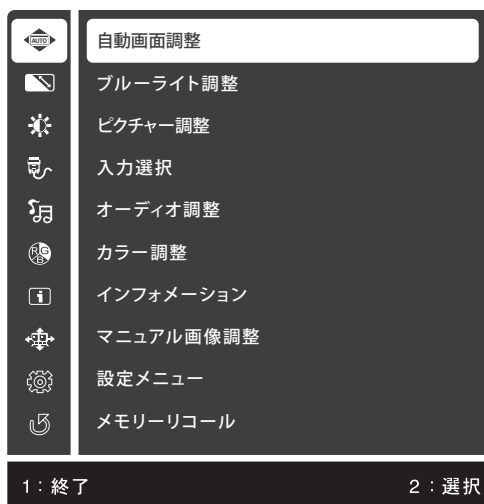 AUTO 自動画面調整
ブルーライト調整
ピクチャー調整
入力選択
オーディオ調整
RGB カラー調整
i インフォメーション
マニュアル画像調整
設定メニュー
メモリーリコール
1：終了 2：選択